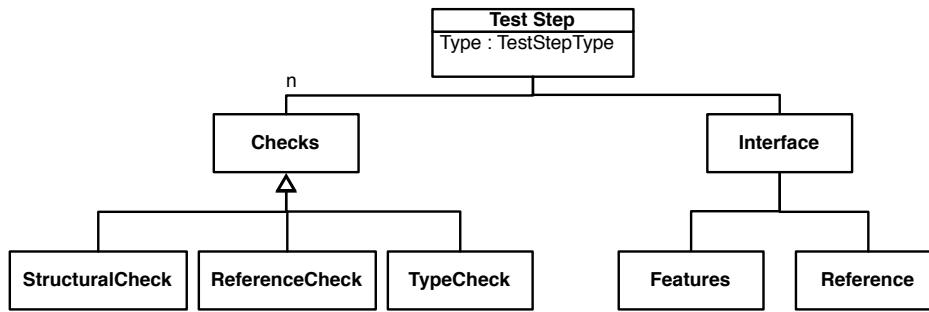 Test Step
Type : TestStepType
n
Checks
Interface
StructuralCheck
ReferenceCheck
TypeCheck
Features
Reference